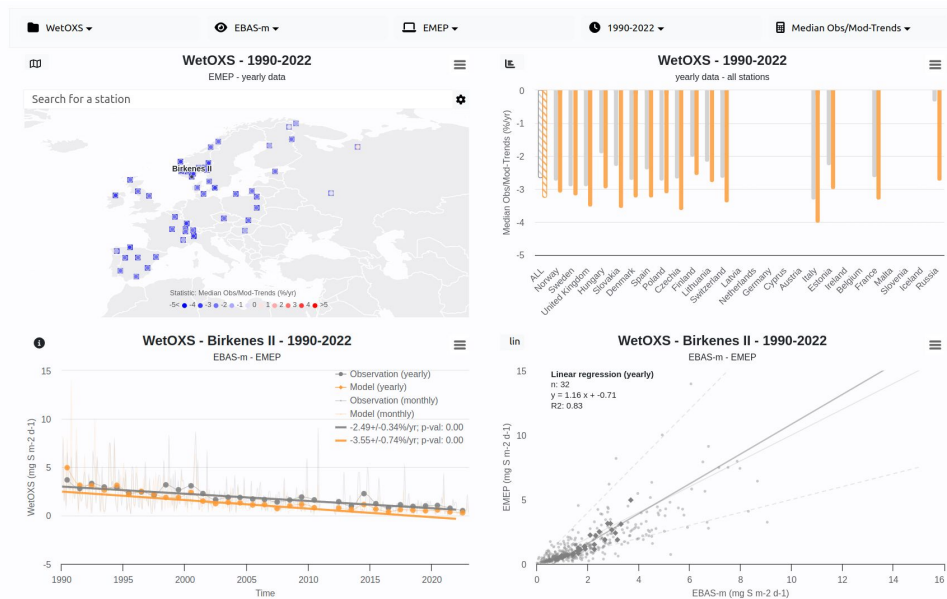 WetOXS
EBAS-m
EMEP
1990-2022
Median Obs/Mod-Trends
WetOXS - 1990-2022
EMEP - yearly data
Search for a station
Birkenes II
Statistic: Median Obs/Mod-Trends (%/yr)
-5< -4 -3 -2 -1 0 1 2 3 4 >5
WetOXS - 1990-2022
yearly data - all stations
Median Obs/Mod-Trends (%/yr)
0
-1
-2
-3
-4
-5
ALL
Norway
Sweden
United Kingdom
Hungary
Slovakia
Denmark
Spain
Poland
Czechia
Finland
Lithuania
Switzerland
Latvia
Netherlands
Germany
Cyprus
Austria
Italy
Estonia
Ireland
Belgium
France
Malta
Slovenia
Iceland
Russia
WetOXS - Birkenes II - 1990-2022
EBAS-m - EMEP
WetOXS (mg S m-2 d-1)
15
10
5
0
-5
Observation (yearly)
Model (yearly)
Observation (monthly)
Model (monthly)
-2.49+/-0.34%/yr; p-val: 0.00
-3.55+/-0.74%/yr; p-val: 0.00
1990 1995 2000 2005 2010 2015 2020
Time
lin
WetOXS - Birkenes II - 1990-2022
EBAS-m - EMEP
EMEP (mg S m-2 d-1)
15
10
5
0
Linear regression (yearly)
n: 32
y = 1.16 x + -0.71
R2: 0.83
0 2 4 6 8 10 12 14 16
EBAS-m (mg S m-2 d-1)